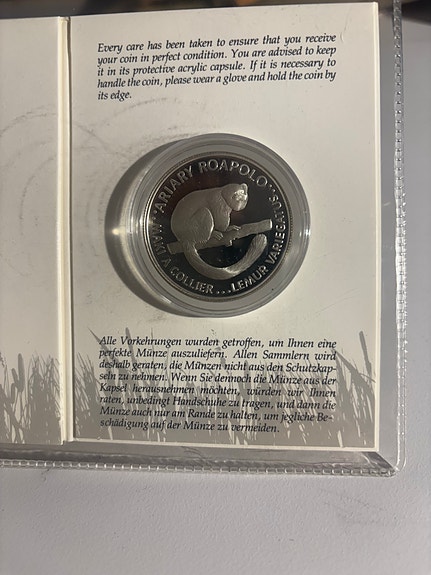 Every care has been taken to ensure that you receive
your coin in perfect condition. You are advised to keep
it in its protective acrylic capsule. If it is necessary to
handle the coin, please wear a glove and hold the coin by
its edge.
ARIARY ROAPOLO...
MAKI A COLLIER...LEMUR VARIEGATUS...
Alle Vorkehrungen wurden getroffen, um Ihnen eine
perfekte Münze auszuliefern. Allen Sammlern wird
deshalb geraten, die Münzen nicht aus den Schutzkap-
seln zu nehmen. Wenn Sie dennoch die Münze aus der
Kapsel herausnehmen möchten, würden wir Ihnen
raten, unbedingt Handschuhe zu tragen, und dann die
Münze auch nur am Rande zu halten, um jegliche Be-
schädigung auf der Münze zu vermeiden.